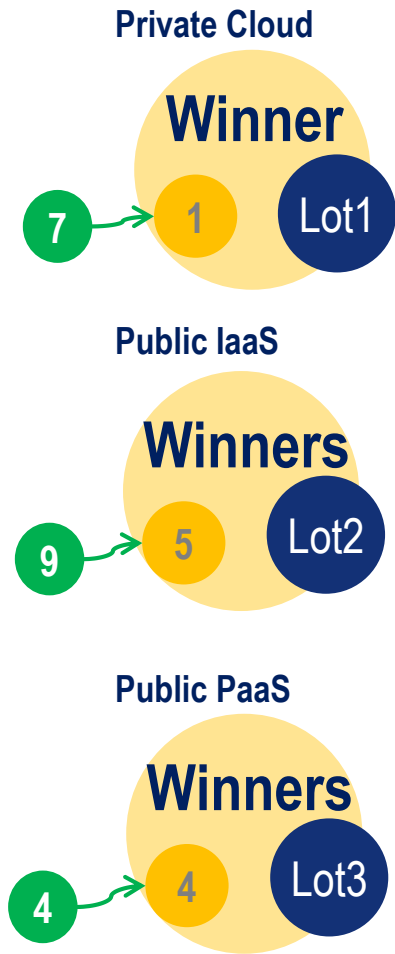 Private Cloud
Winner
7
1
Lot1
Public IaaS
Winners
9
5
Lot2
Public PaaS
Winners
4
4
Lot3